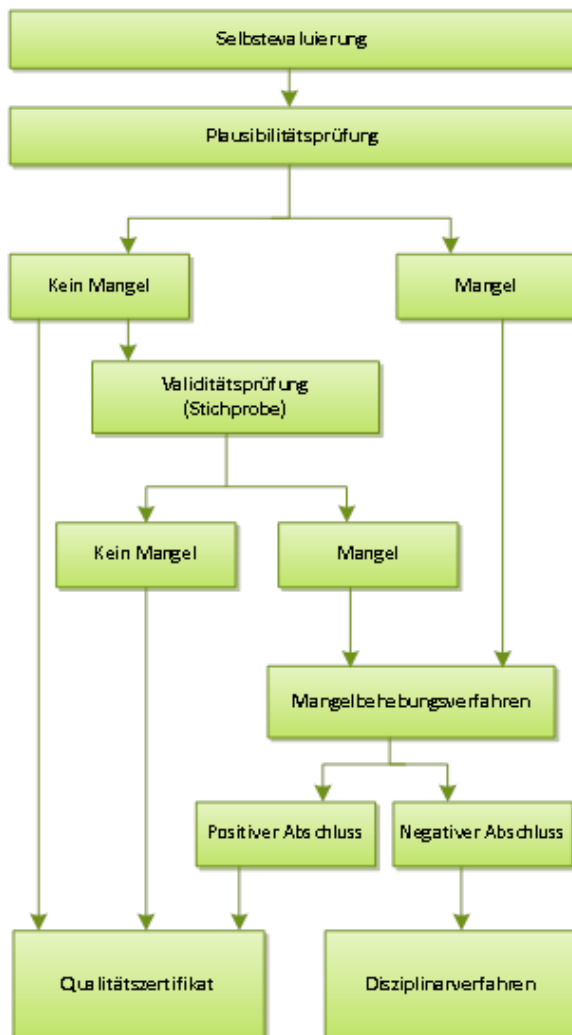 Selbstevaluierung
Plausibilitätsprüfung
Kein Mangel
Mangel
Validitätsprüfung
(Stichprobe)
Kein Mangel
Mangel
Mangelbehebungsverfahren
Positiver Abschluss
Negativer Abschluss
Qualitätszertifikat
Disziplinarverfahren